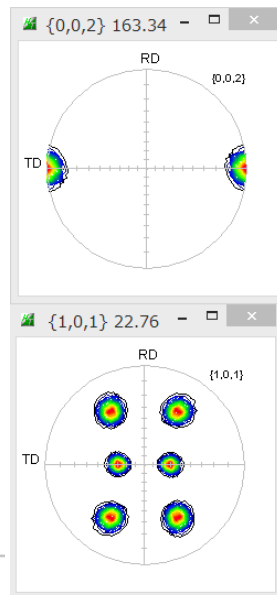 {0,0,2} 163.34
RD
{0,0,2}
TD
{1,0,1} 22.76
RD
{1,0,1}
TD